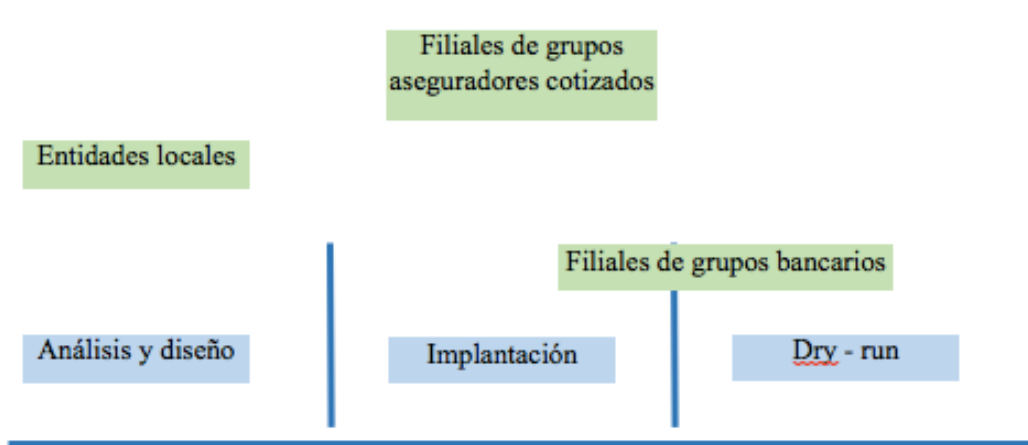 Filiales de grupos
aseguradores cotizados
Entidades locales
Filiales de grupos bancarios
Análisis y diseño
Implantación
Dry - run